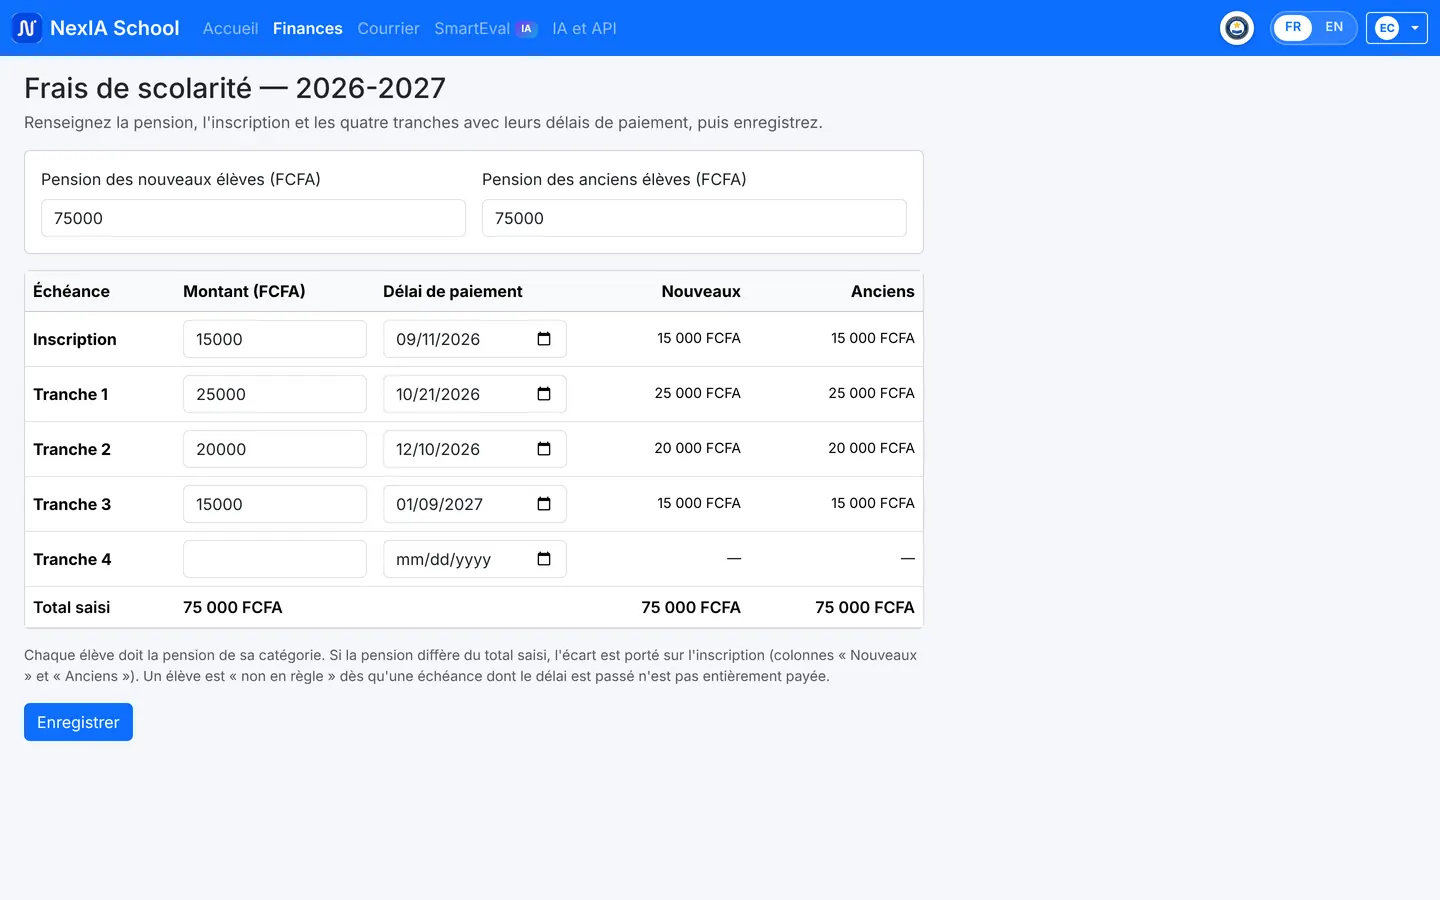 NexIA School Accueil Finances Courrier SmartEval IA IA et API FR EN EC
Frais de scolarité — 2026-2027
Renseignez la pension, l'inscription et les quatre tranches avec leurs délais de paiement, puis enregistrez.
Pension des nouveaux élèves (FCFA) Pension des anciens élèves (FCFA)
75000 75000
Échéance Montant (FCFA) Délai de paiement Nouveaux Anciens
Inscription 15000 09/11/2026 15 000 FCFA 15 000 FCFA
Tranche 1 25000 10/21/2026 25 000 FCFA 25 000 FCFA
Tranche 2 20000 12/10/2026 20 000 FCFA 20 000 FCFA
Tranche 3 15000 01/09/2027 15 000 FCFA 15 000 FCFA
Tranche 4 mm/dd/yyyy — —
Total saisi 75 000 FCFA 75 000 FCFA 75 000 FCFA
Chaque élève doit la pension de sa catégorie. Si la pension diffère du total saisi, l'écart est porté sur l'inscription (colonnes « Nouveaux
» et « Anciens »). Un élève est « non en règle » dès qu'une échéance dont le délai est passé n'est pas entièrement payée.
Enregistrer